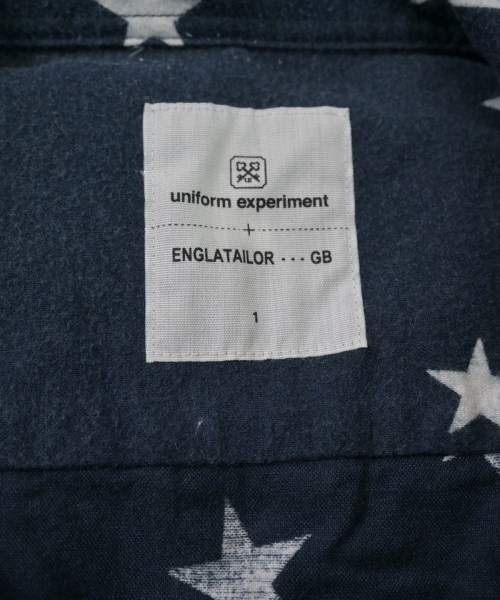 uniform experiment
ENGLATAILOR ··· GB
1